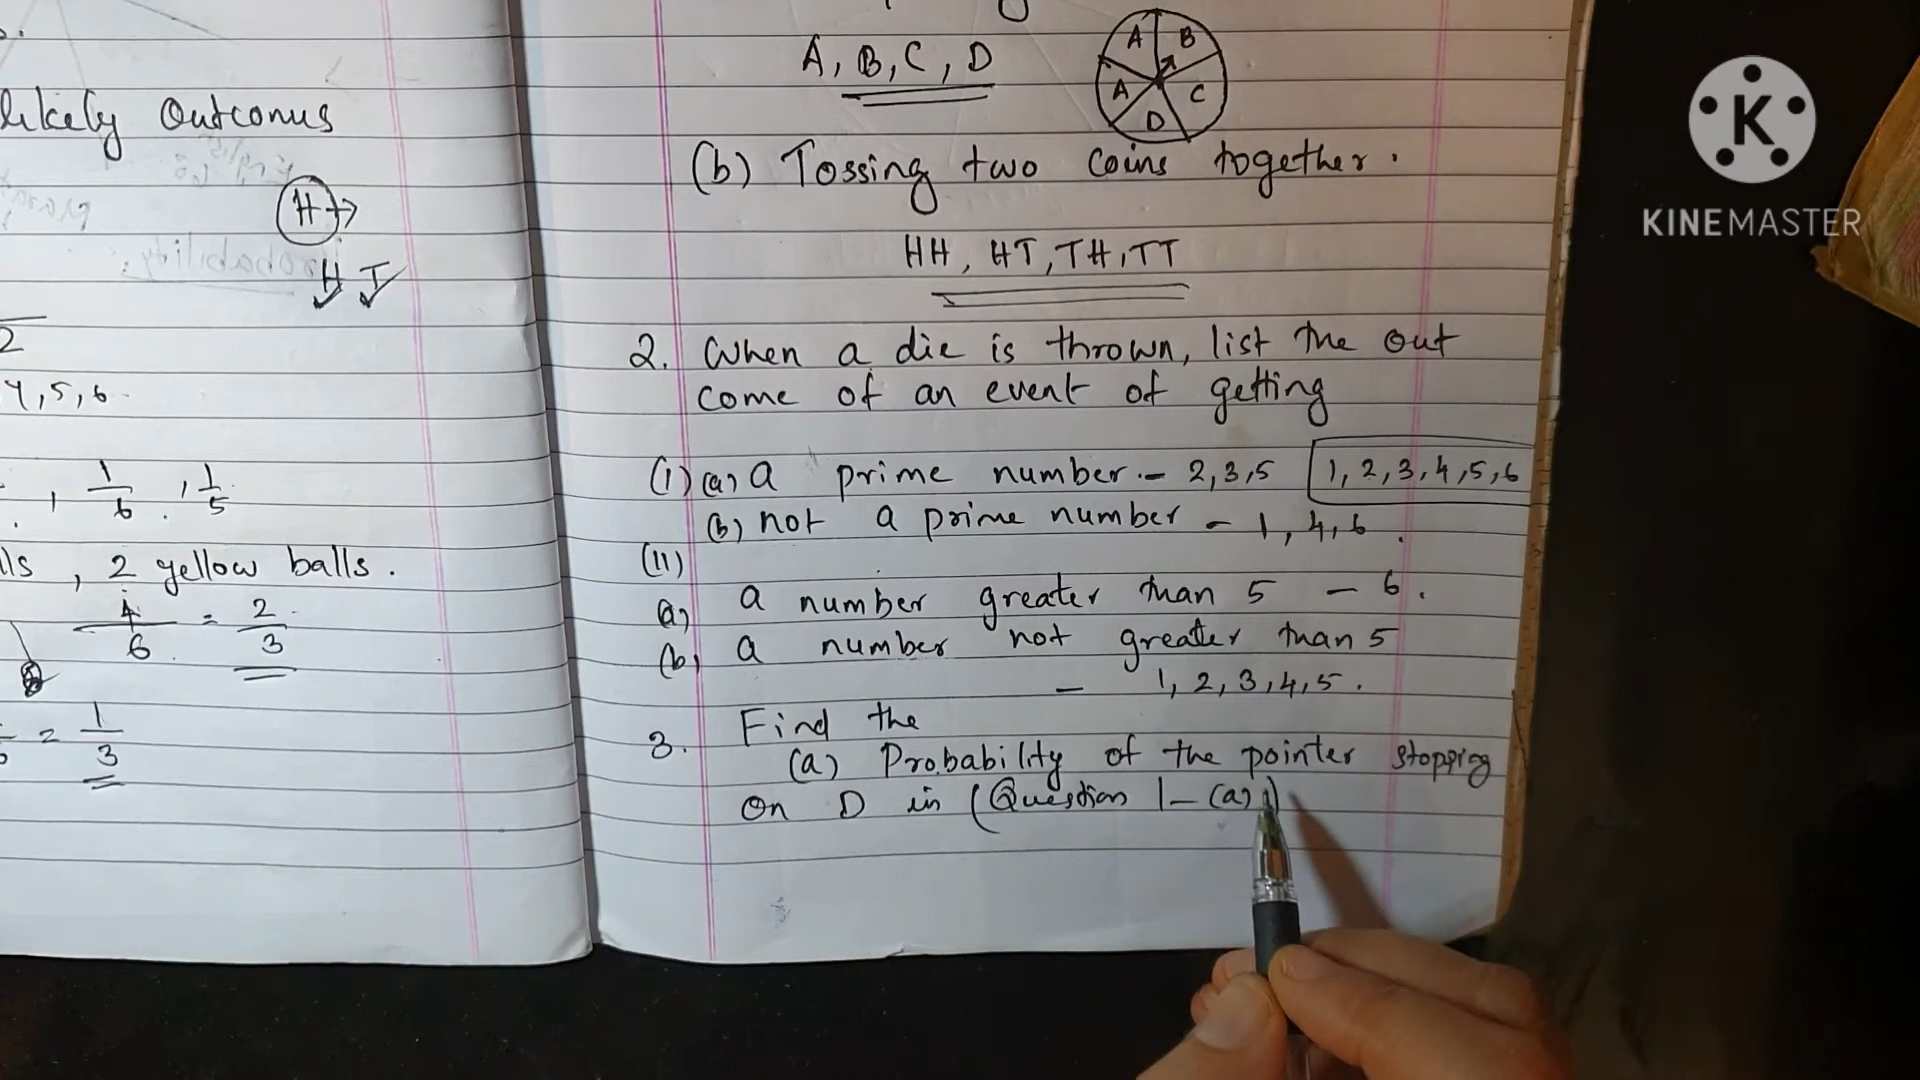 likely Outcomes
H
H T
2
4, 5, 6.
, 1/6 , 1/5
lls , 2 yellow balls.
4/6 = 2/3
= 1/3
A, B, C, D
A B
A C
D
(b) Tossing two coins together.
HH, HT, TH, TT
2. When a die is thrown, list the out
come of an event of getting
(I) (a) a prime number - 2,3,5 1, 2, 3, 4, 5, 6
(b) not a prime number - 1, 4, 6.
(II)
(a) a number greater than 5 - 6.
(b) a number not greater than 5
- 1, 2, 3, 4, 5.
3. Find the
(a) Probability of the pointer stopping
on D in (Question 1-(a))
K
KINEMASTER